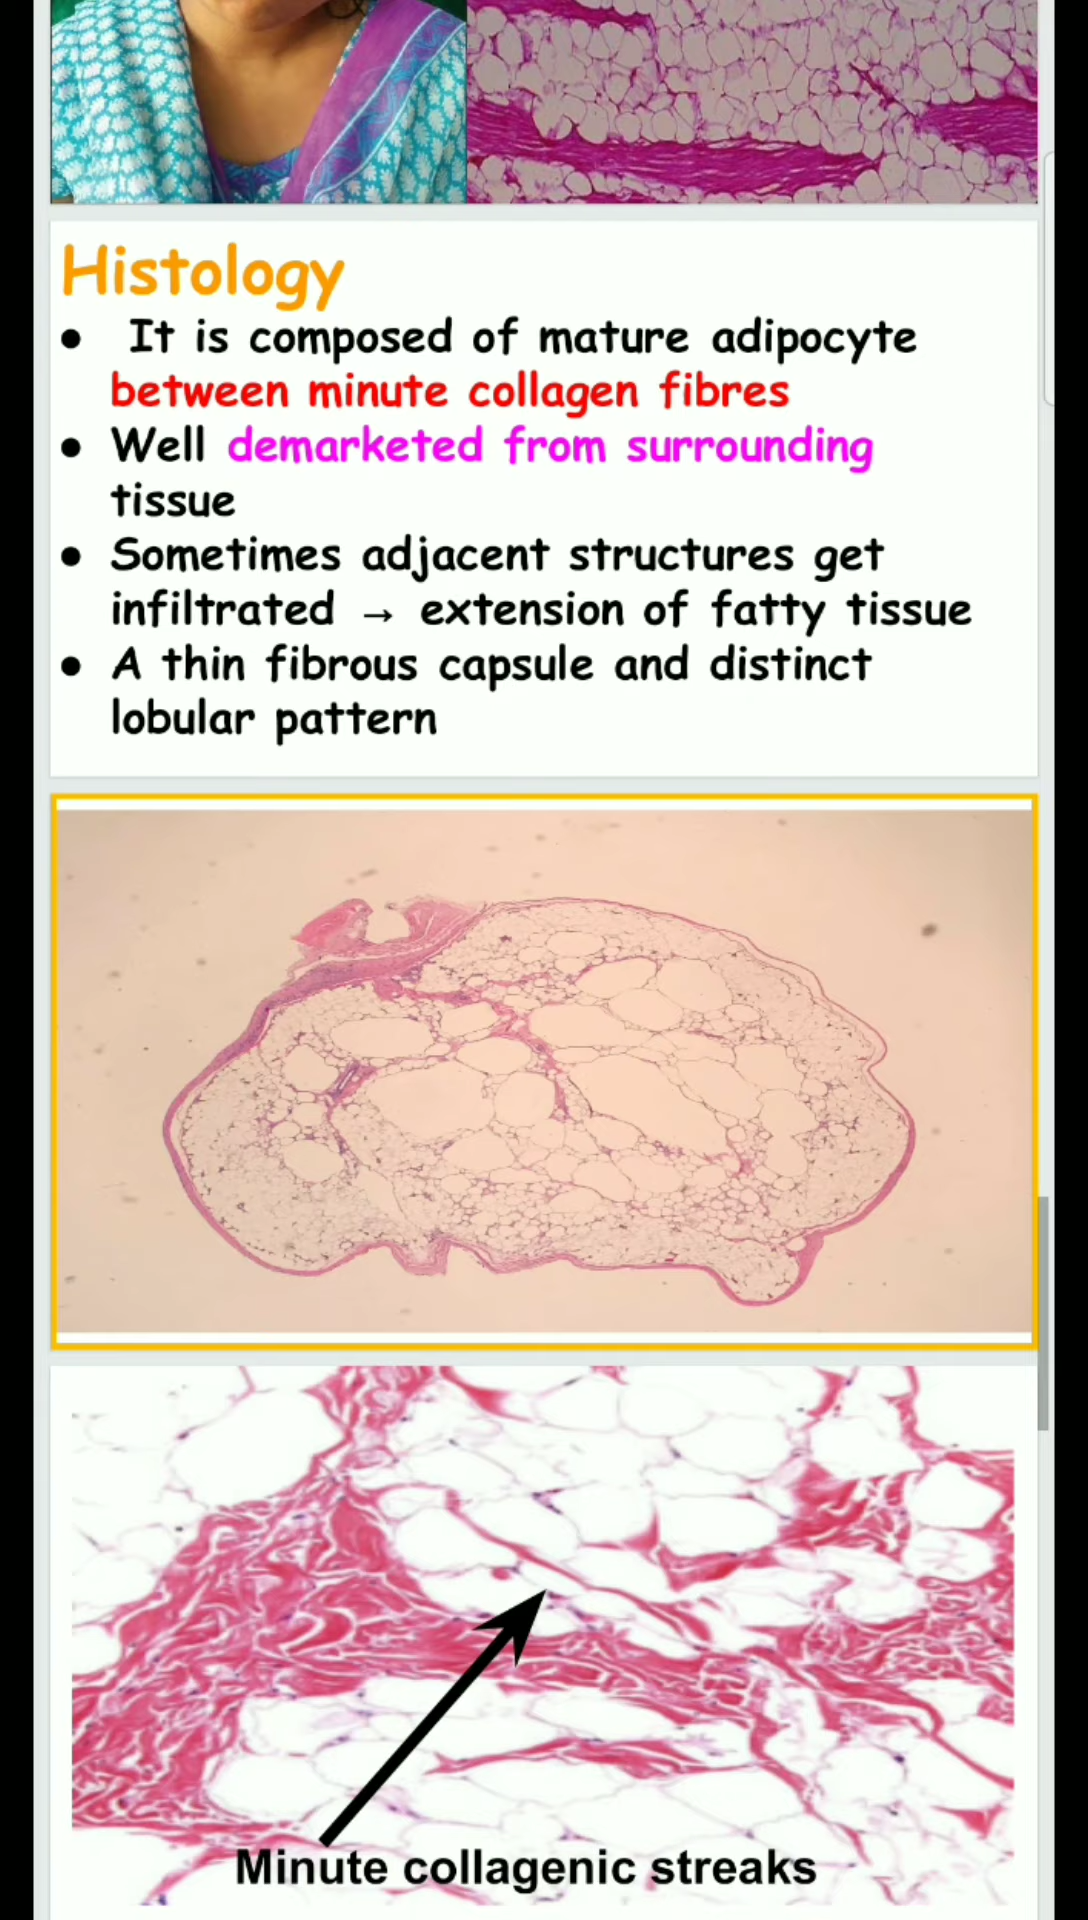 Histology
● It is composed of mature adipocyte
between minute collagen fibres
● Well demarketed from surrounding
tissue
● Sometimes adjacent structures get
infiltrated → extension of fatty tissue
● A thin fibrous capsule and distinct
lobular pattern
Minute collagenic streaks